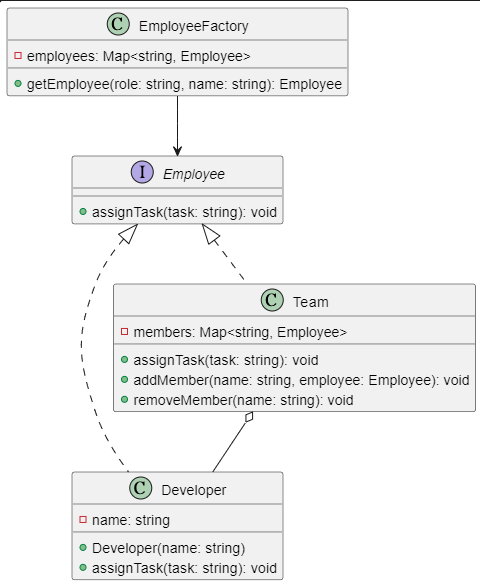 C EmployeeFactory
employees: Map<string, Employee>
getEmployee(role: string, name: string): Employee
I Employee
assignTask(task: string): void
C Team
members: Map<string, Employee>
assignTask(task: string): void
addMember(name: string, employee: Employee): void
removeMember(name: string): void
C Developer
name: string
Developer(name: string)
assignTask(task: string): void